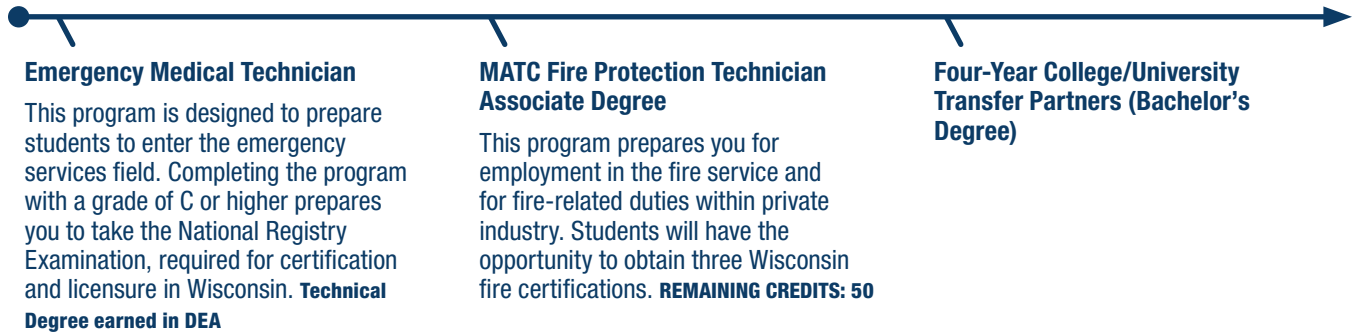 Emergency Medical Technician
This program is designed to prepare
students to enter the emergency
services field. Completing the program
with a grade of C or higher prepares
you to take the National Registry
Examination, required for certification
and licensure in Wisconsin. Technical
Degree earned in DEA
MATC Fire Protection Technician
Associate Degree
This program prepares you for
employment in the fire service and
for fire-related duties within private
industry. Students will have the
opportunity to obtain three Wisconsin
fire certifications. REMAINING CREDITS: 50
Four-Year College/University
Transfer Partners (Bachelor’s
Degree)